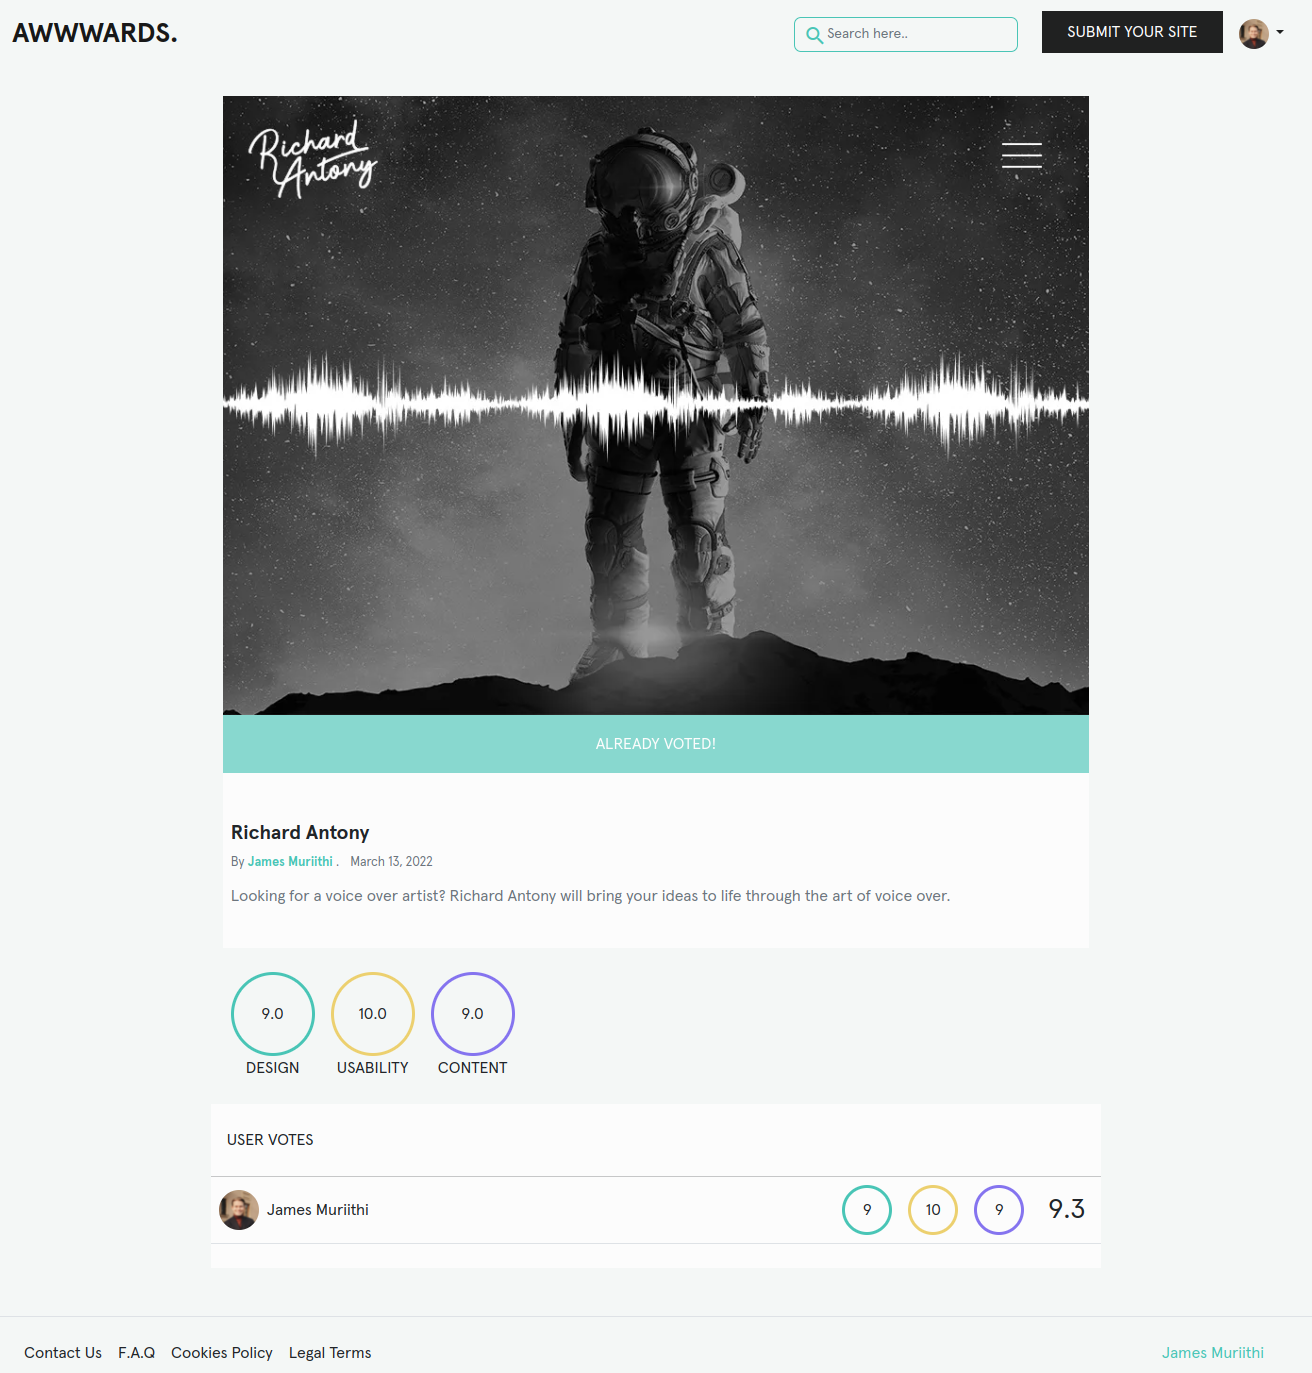 AWWWARDS.
Search here..
SUBMIT YOUR SITE
Richard
Antony
ALREADY VOTED!
Richard Antony
By James Muriithi . March 13, 2022
Looking for a voice over artist? Richard Antony will bring your ideas to life through the art of voice over.
9.0 10.0 9.0
DESIGN USABILITY CONTENT
USER VOTES
James Muriithi 9 10 9 9.3
Contact Us F.A.Q Cookies Policy Legal Terms James Muriithi